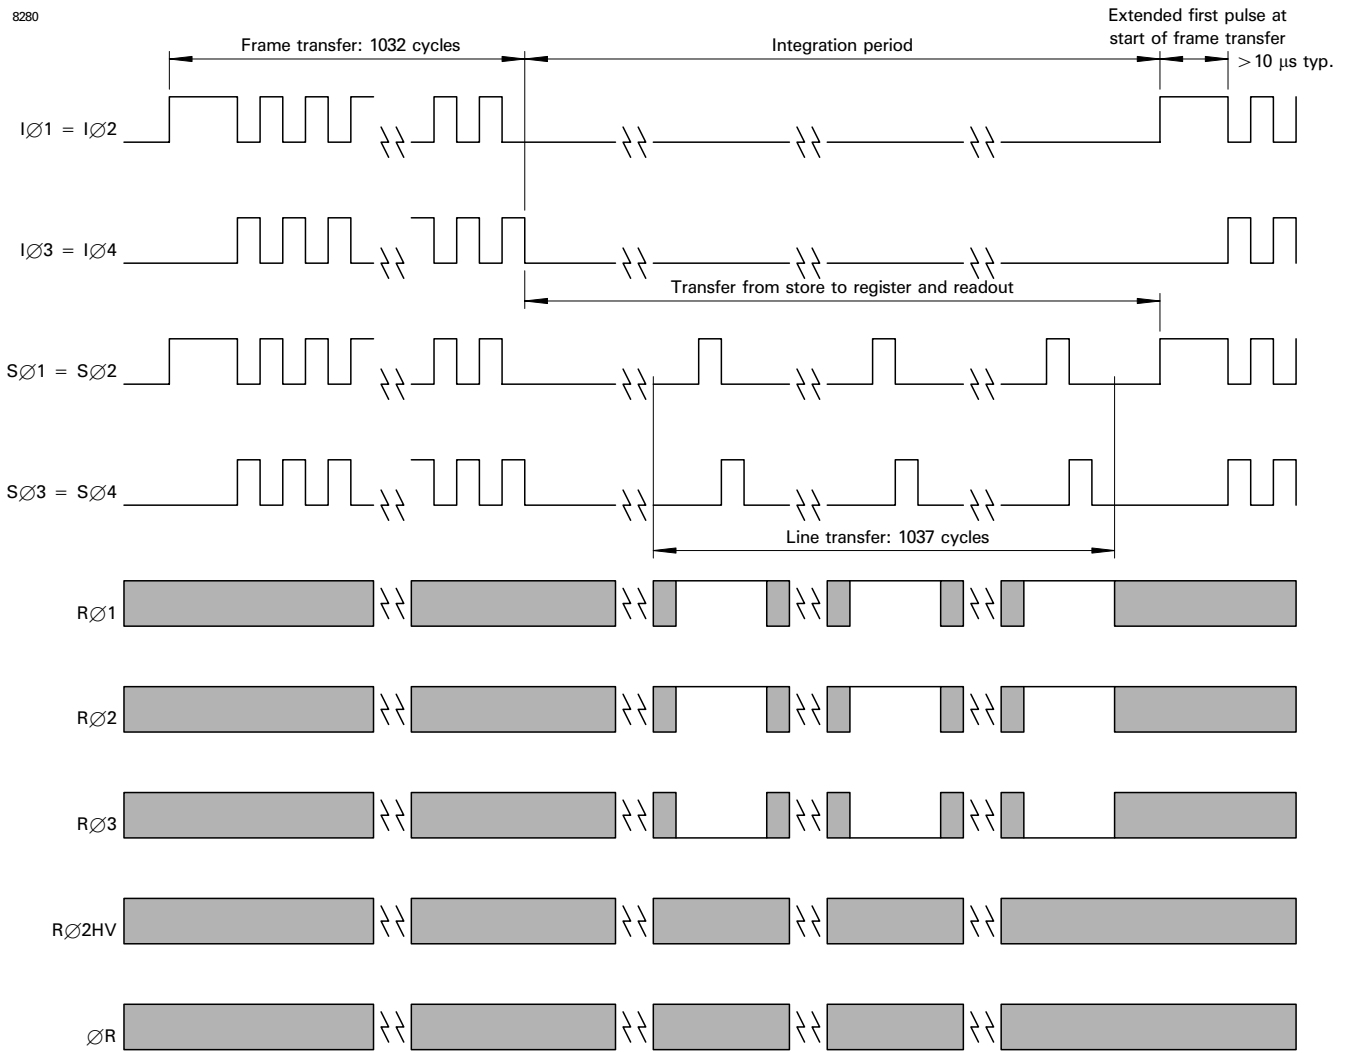 8280
Extended first pulse at
start of frame transfer
Frame transfer: 1032 cycles
Integration period
>10 μs typ.
I∅1 = I∅2
I∅3 = I∅4
Transfer from store to register and readout
S∅1 = S∅2
S∅3 = S∅4
Line transfer: 1037 cycles
R∅1
R∅2
R∅3
R∅2HV
∅R